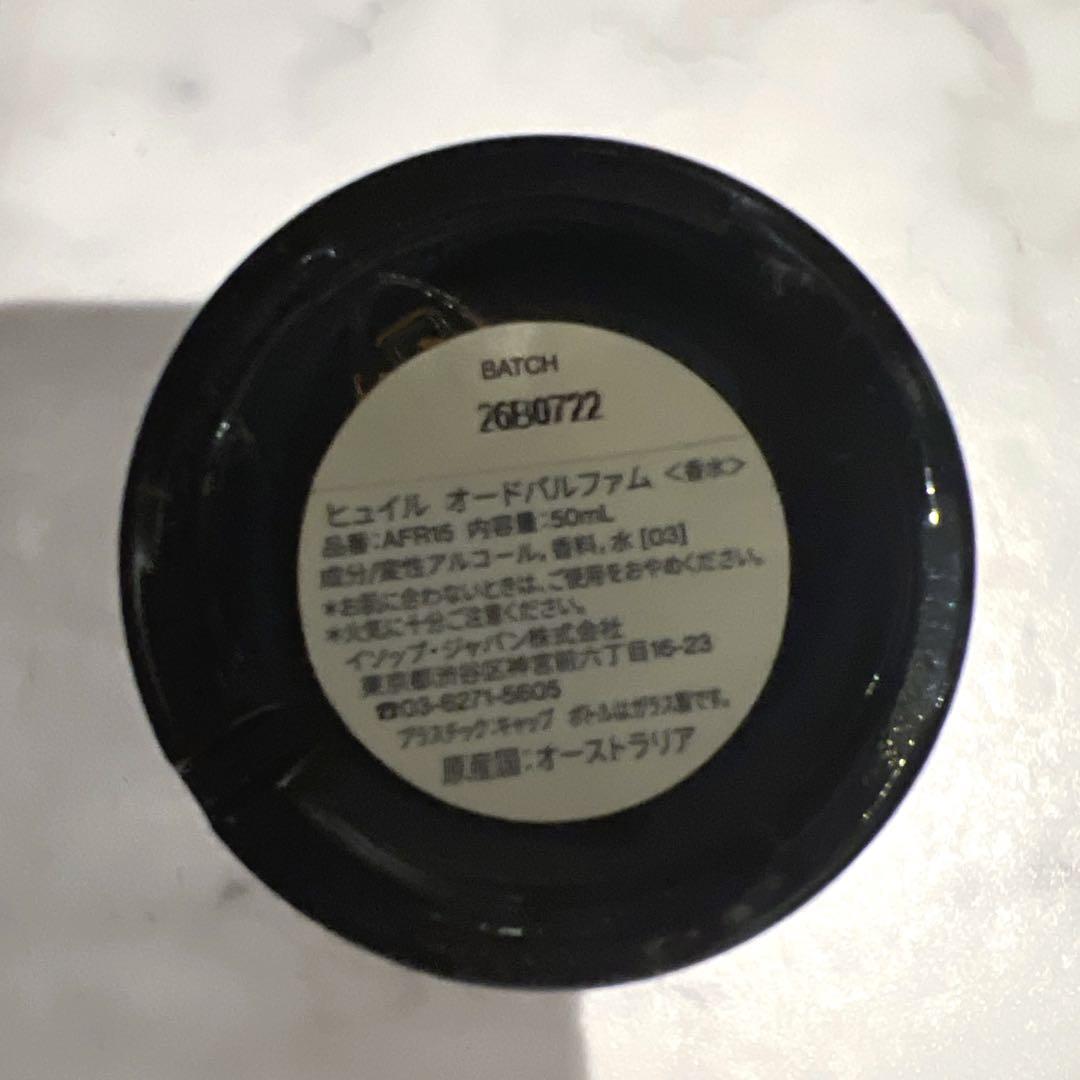 BATCH
26B0722
ヒュイル オードパルファム <香水>
品番:AFR15 内容量:50mL
成分/変性アルコール, 香料, 水 [03]
*お肌に合わないときは、ご使用をおやめください。
*火気に十分ご注意ください。
イソップ・ジャパン株式会社
東京都渋谷区神宮前六丁目16-23
☎03-6271-5605
プラスチック:キャップ ボトルはガラス製です。
原産国:オーストラリア